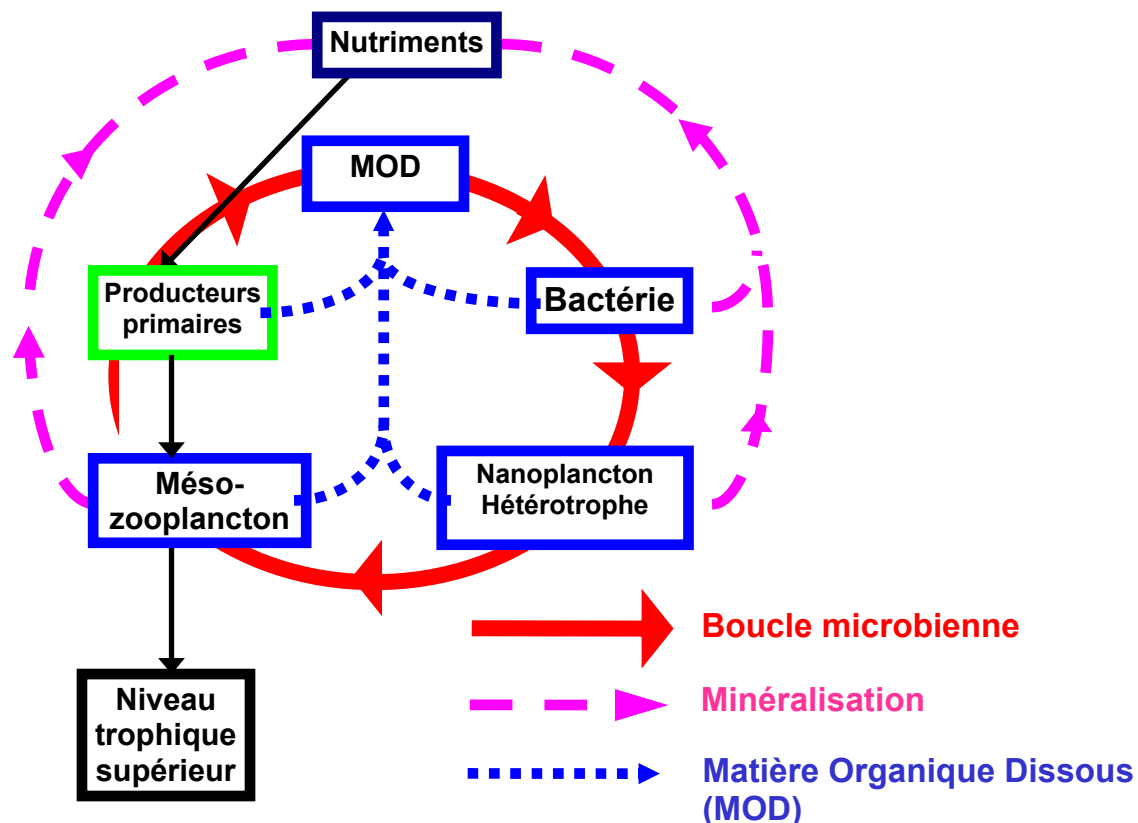 Nutriments
MOD
Producteurs
primaires
Bactérie
Méso-
zooplancton
Nanoplancton
Hétérotrophe
Niveau
trophique
supérieur
Boucle microbienne
Minéralisation
Matière Organique Dissous
(MOD)